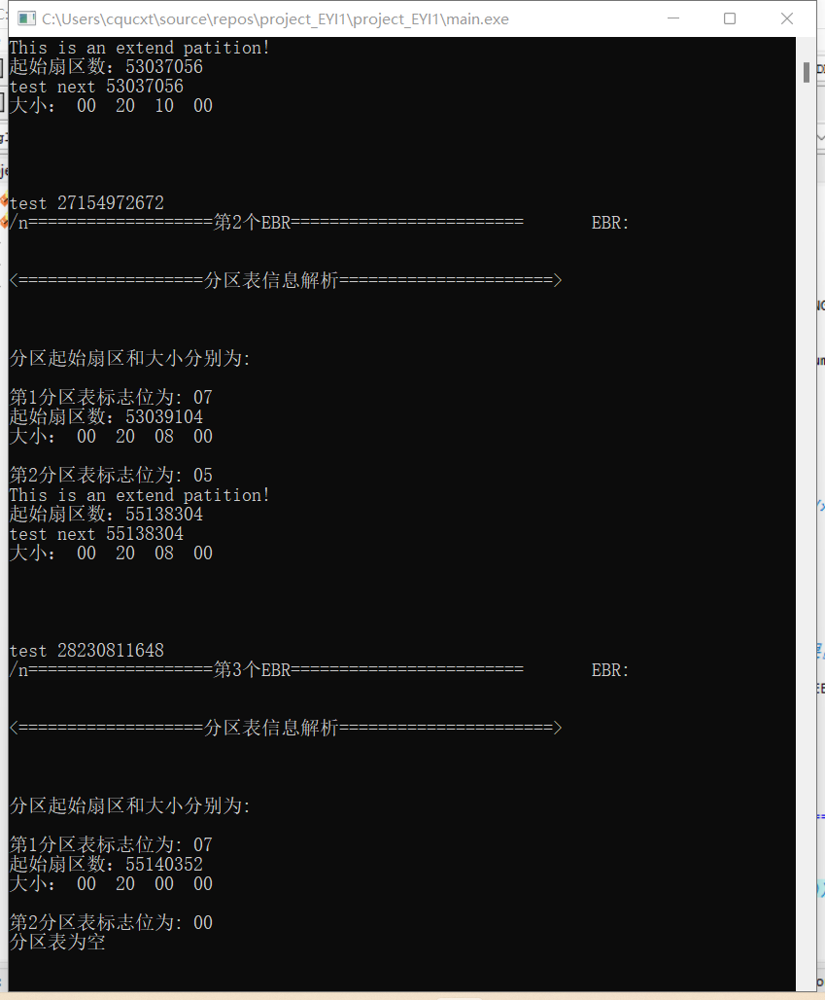 C:\Users\cqucxt\source\repos\project_EYI1\project_EYI1\main.exe
This is an extend patition!
起始扇区数：53037056
test next 53037056
大小： 00  20  10  00
test 27154972672
/n===================第2个EBR========================       EBR:
<===================分区表信息解析======================>
分区起始扇区和大小分别为:
第1分区表标志位为: 07
起始扇区数：53039104
大小： 00  20  08  00
第2分区表标志位为: 05
This is an extend patition!
起始扇区数：55138304
test next 55138304
大小： 00  20  08  00
test 28230811648
/n===================第3个EBR========================       EBR:
<===================分区表信息解析======================>
分区起始扇区和大小分别为:
第1分区表标志位为: 07
起始扇区数：55140352
大小： 00  20  00  00
第2分区表标志位为: 00
分区表为空